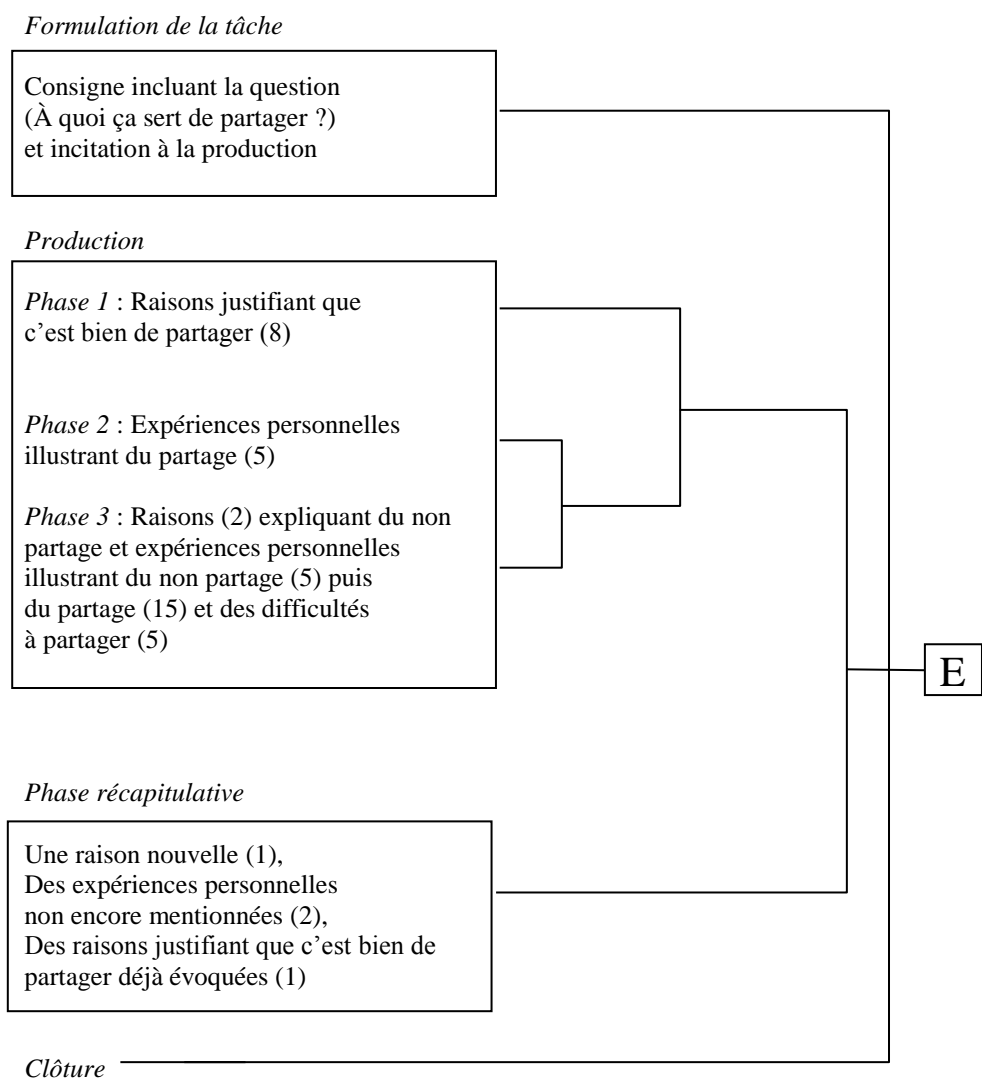 Formulation de la tâche
Consigne incluant la question
(À quoi ça sert de partager ?)
et incitation à la production
Production
Phase 1 : Raisons justifiant que
c’est bien de partager (8)
Phase 2 : Expériences personnelles
illustrant du partage (5)
Phase 3 : Raisons (2) expliquant du non
partage et expériences personnelles
illustrant du non partage (5) puis
du partage (15) et des difficultés
à partager (5)
E
Phase récapitulative
Une raison nouvelle (1),
Des expériences personnelles
non encore mentionnées (2),
Des raisons justifiant que c’est bien de
partager déjà évoquées (1)
Clôture